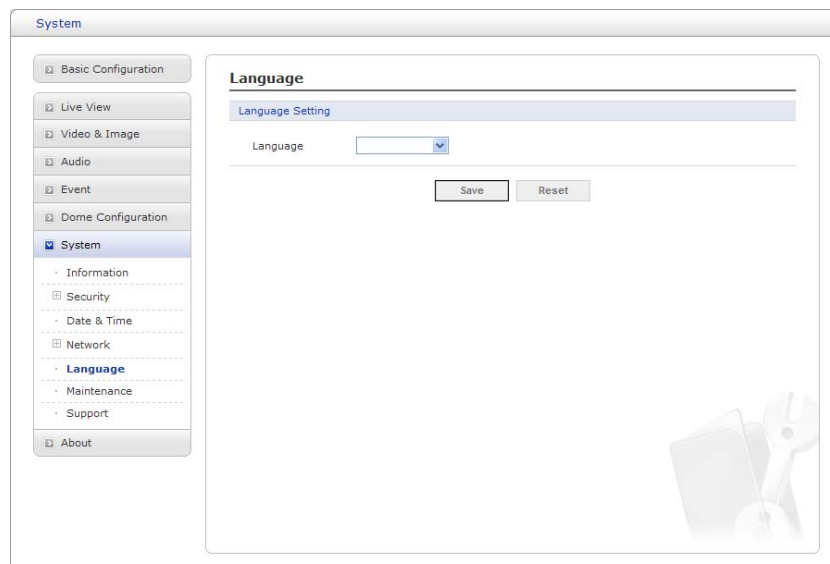 System
Basic Configuration
Live View
Video & Image
Audio
Event
Dome Configuration
System
Information
Security
Date & Time
Network
Language
Maintenance
Support
About
Language
Language Setting
Language
Save
Reset